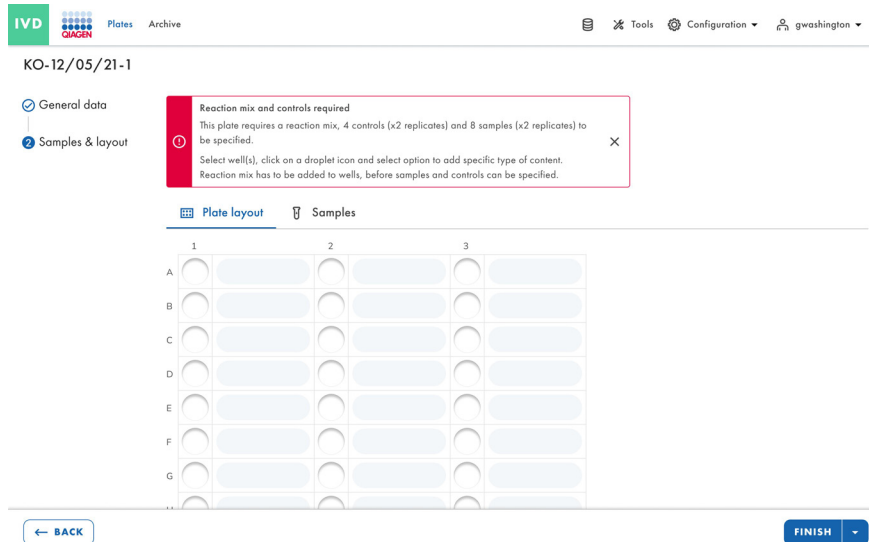 IVD
QIAGEN
Plates
Archive
Tools
Configuration
gwashington
KO-12/05/21-1
General data
2 Samples & layout
Reaction mix and controls required
This plate requires a reaction mix, 4 controls (x2 replicates) and 8 samples (x2 replicates) to
be specified.
Select well(s), click on a droplet icon and select option to add specific type of content.
Reaction mix has to be added to wells, before samples and controls can be specified.
Plate layout
Samples
1 2 3
A
B
C
D
E
F
G
← BACK
FINISH